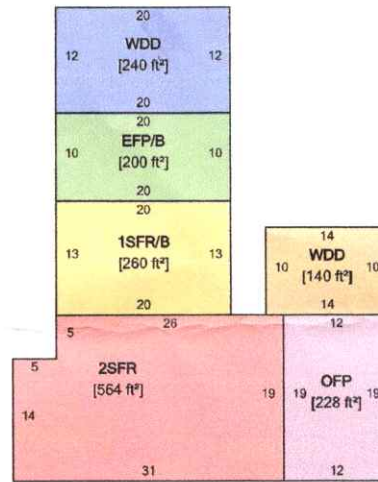 20
WDD
12 12
[240 ft²]
20
20
EFP/B
10 10
[200 ft²]
20
20
1SFR/B
13 13
[260 ft²]
20
14
WDD
10 10
[140 ft²]
14
26
5
5
2SFR
[564 ft²]
14
19
31
12
OFP
19 19
[228 ft²]
12